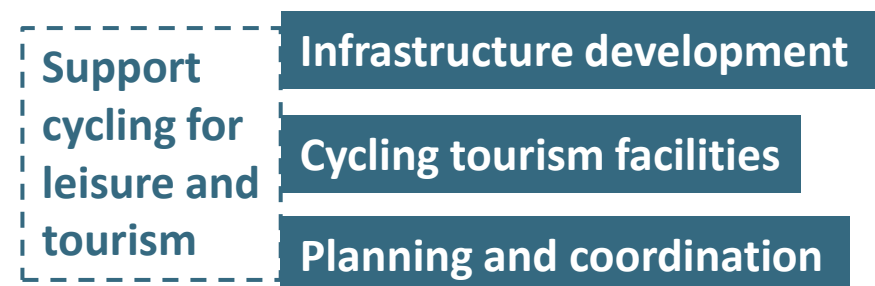 Support
cycling for
leisure and
tourism
Infrastructure development
Cycling tourism facilities
Planning and coordination